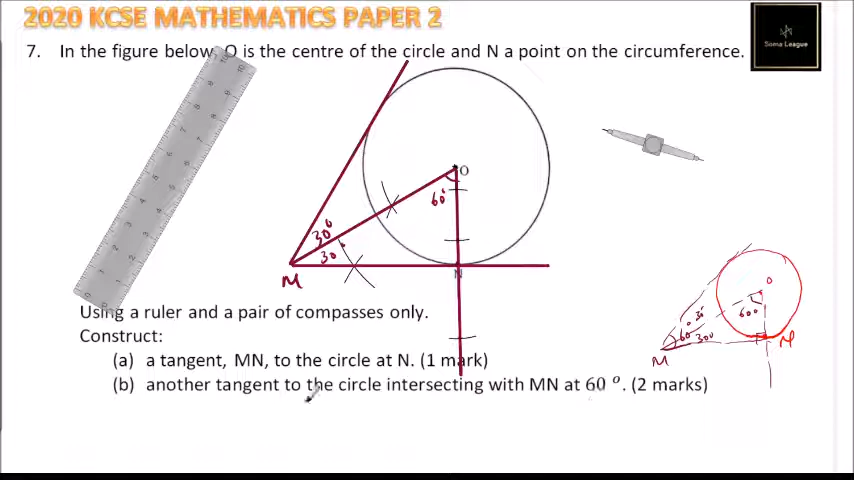 2020 KCSE MATHEMATICS PAPER 2
Soma League
7. In the figure below, O is the centre of the circle and N a point on the circumference.
O
60°
30°
30°
M
N
Using a ruler and a pair of compasses only.
Construct:
(a) a tangent, MN, to the circle at N. (1 mark)
(b) another tangent to the circle intersecting with MN at 60 °. (2 marks)
O
60°
30°
60°
30°
M